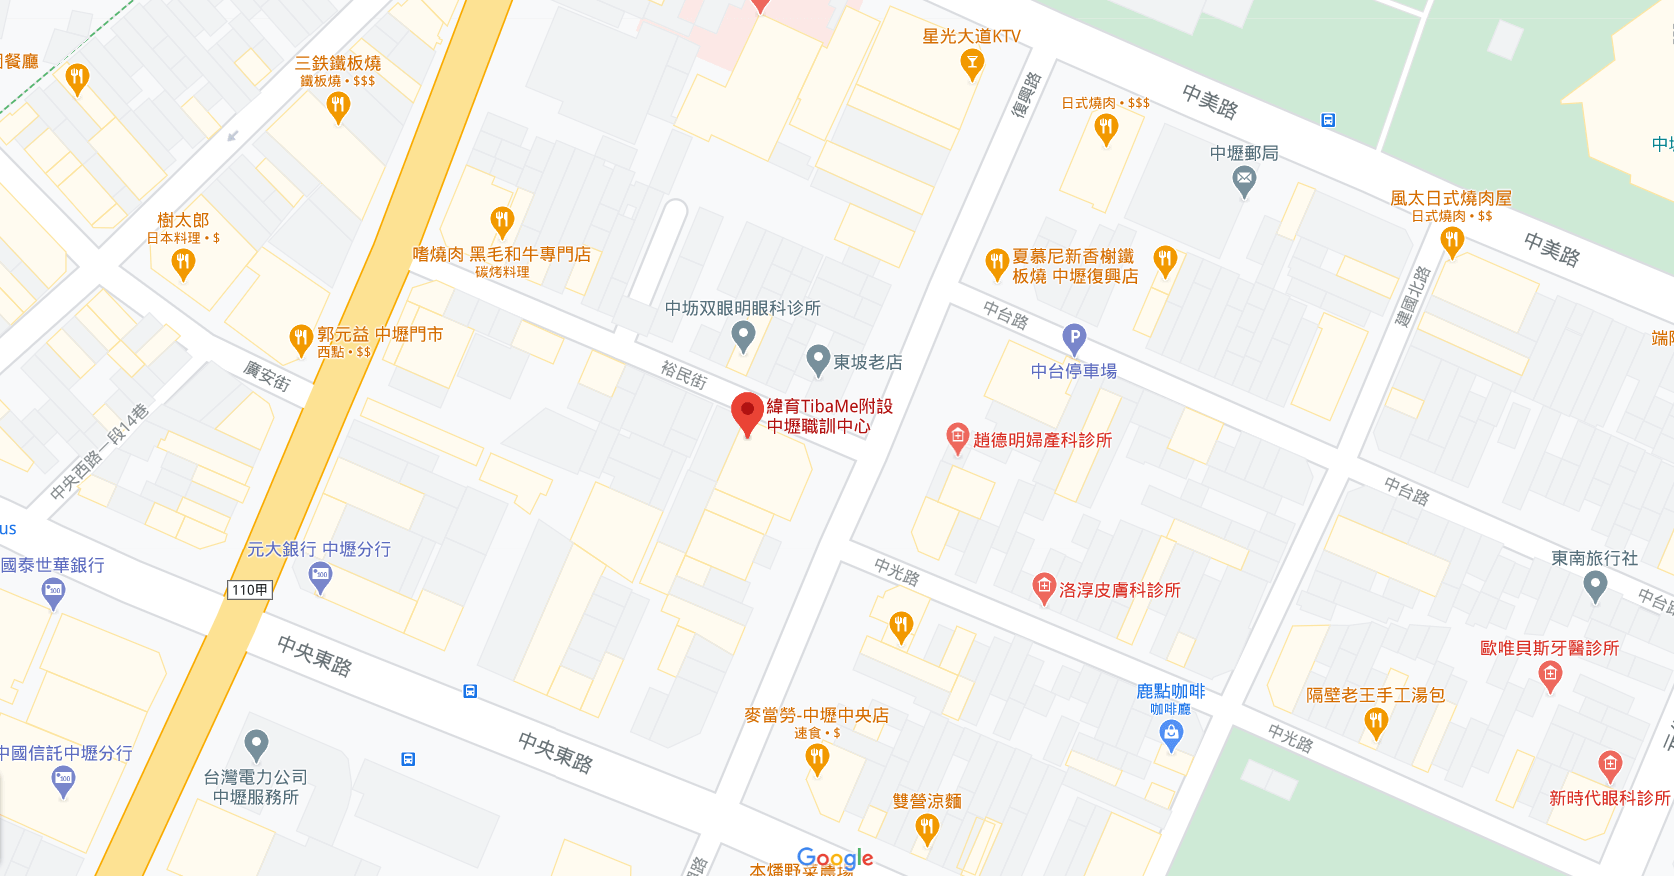 餐廳
三鉄鐵板燒
鐵板燒 • $$$
星光大道KTV
復興路
日式燒肉 • $$$
中美路
中壢郵局
風太日式燒肉屋
日式燒肉 • $$
中美路
樹太郎
日本料理 • $
嗜燒肉 黑毛和牛專門店
碳烤料理
夏慕尼新香榭鐵
板燒 中壢復興店
建國北路
中台路
中坜双眼明眼科诊所
郭元益 中壢門市
西點 • $$
東坡老店
中台停車場
裕民街
廣安街
緯育TibaMe附設
中壢職訓中心
趙德明婦產科診所
中央西路一段14巷
中台路
us
元大銀行 中壢分行
國泰世華銀行
110甲
中光路
洛淳皮膚科診所
東南旅行社
中台路
中央東路
歐唯貝斯牙醫診所
鹿點咖啡
咖啡廳
隔壁老王手工湯包
麥當勞-中壢中央店
速食 • $
中光路
中央東路
中國信託中壢分行
台灣電力公司
中壢服務所
雙營涼麵
新時代眼科診所
Google